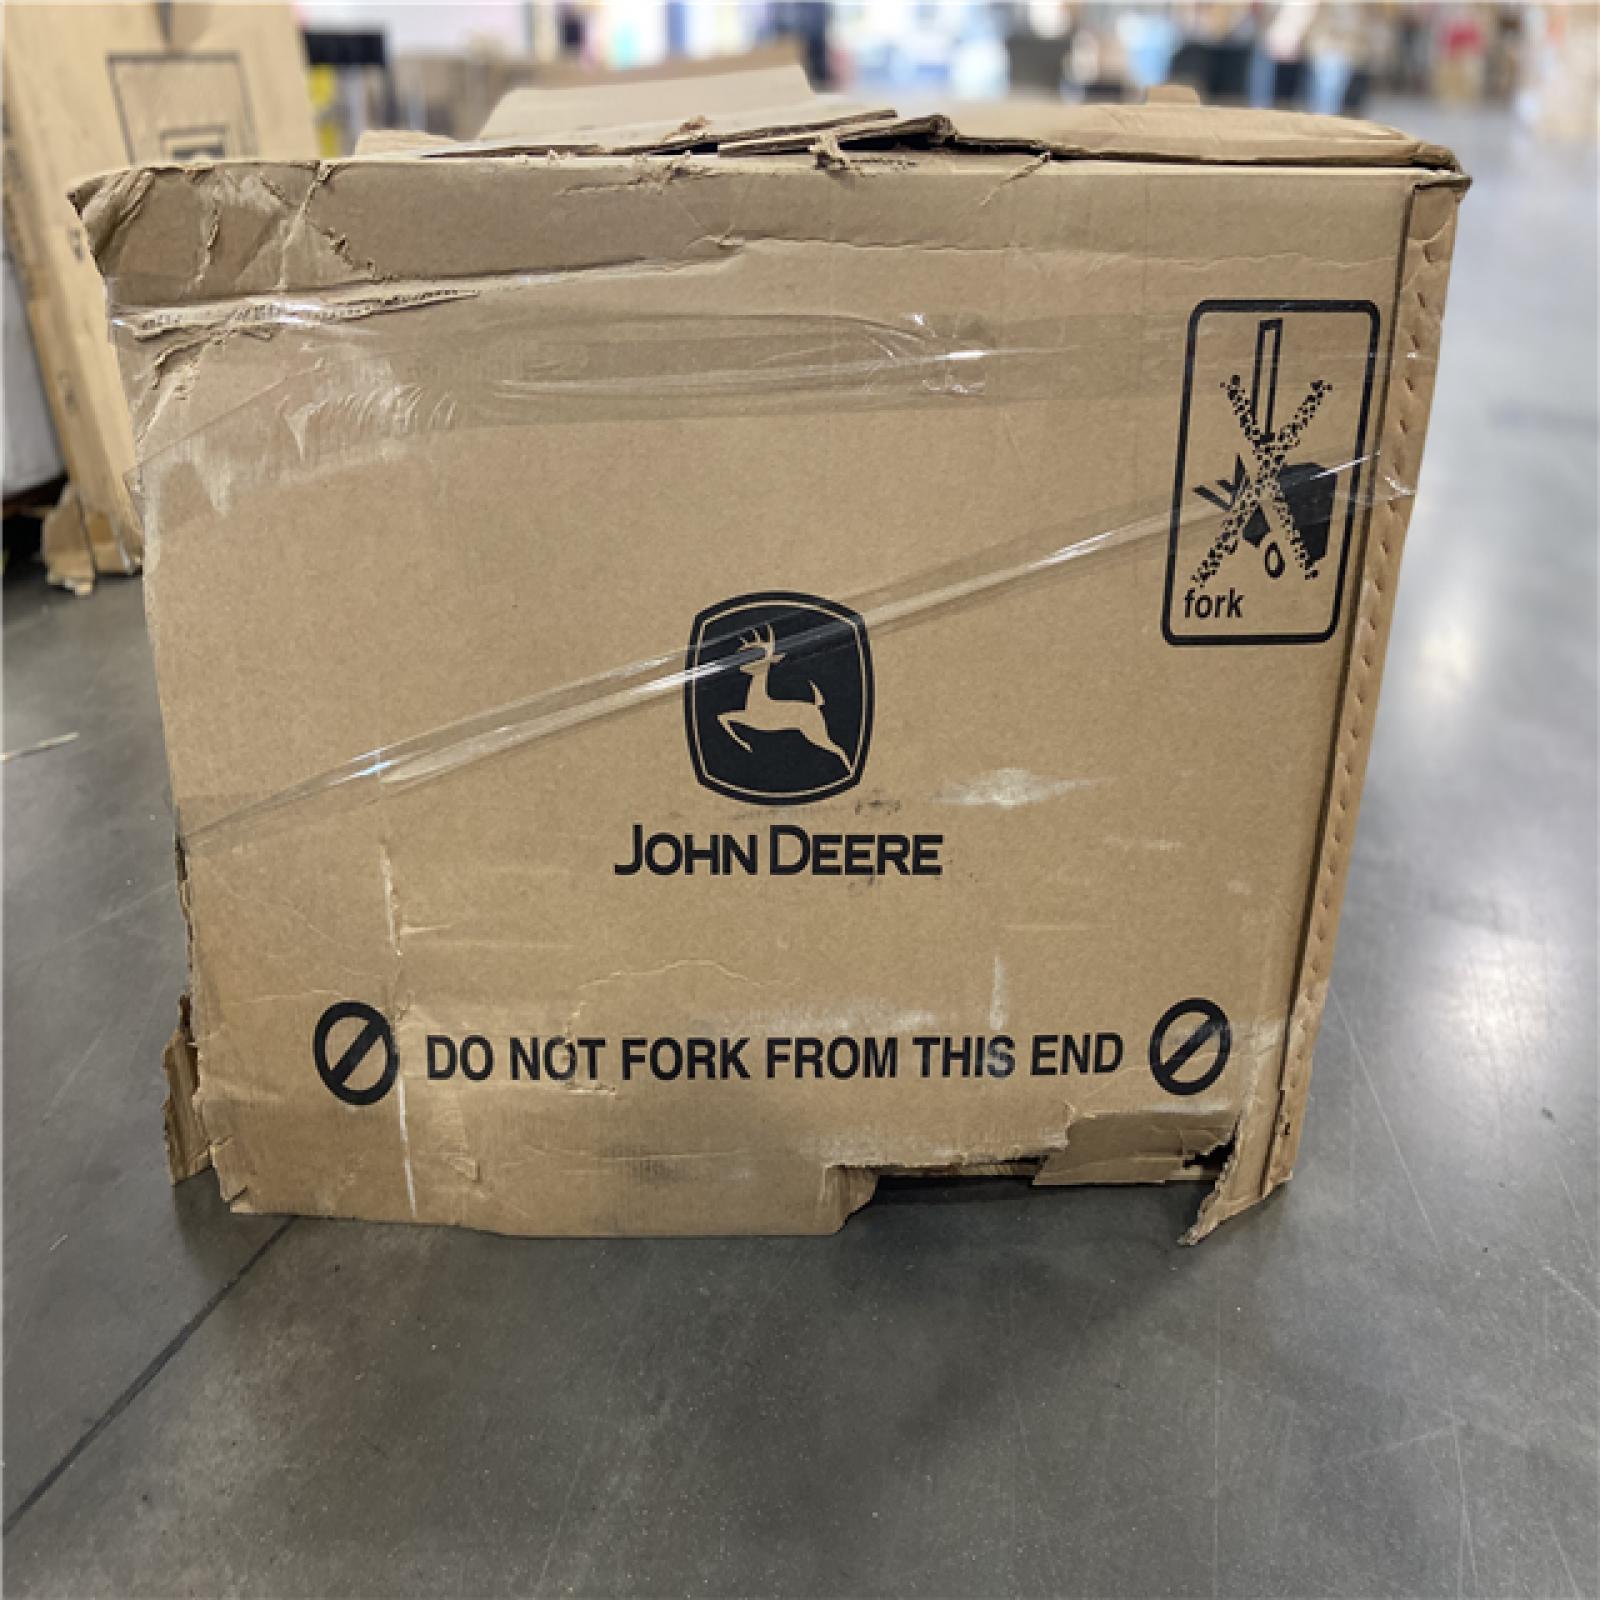 fork
JOHN DEERE
DO NOT FORK FROM THIS END